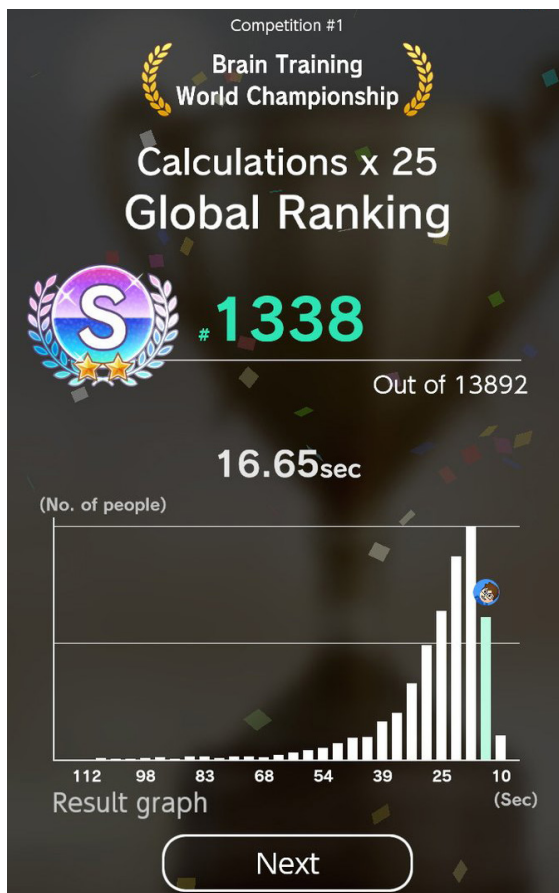 Competition #1
Brain Training
World Championship
Calculations x 25
Global Ranking
S
#1338
Out of 13892
16.65sec
(No. of people)
112 98 83 68 54 39 25 10
Result graph (Sec)
Next